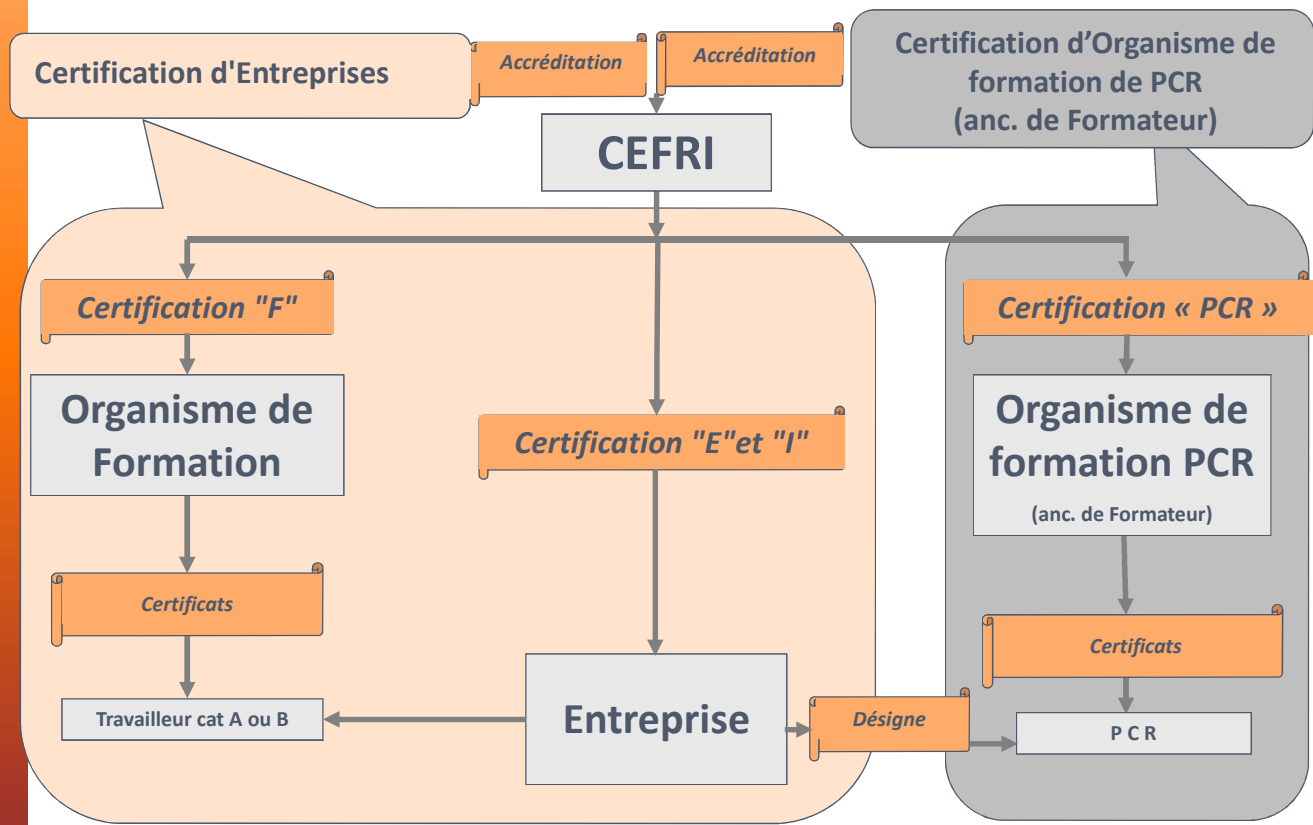 Certification d'Entreprises
Accréditation
Accréditation
Certification d’Organisme de
formation de PCR
(anc. de Formateur)
CEFRI
Certification "F"
Certification « PCR »
Organisme de
Formation
Organisme de
formation PCR
(anc. de Formateur)
Certification "E"et "I"
Certificats
Certificats
Travailleur cat A ou B
Entreprise
Désigne
P C R